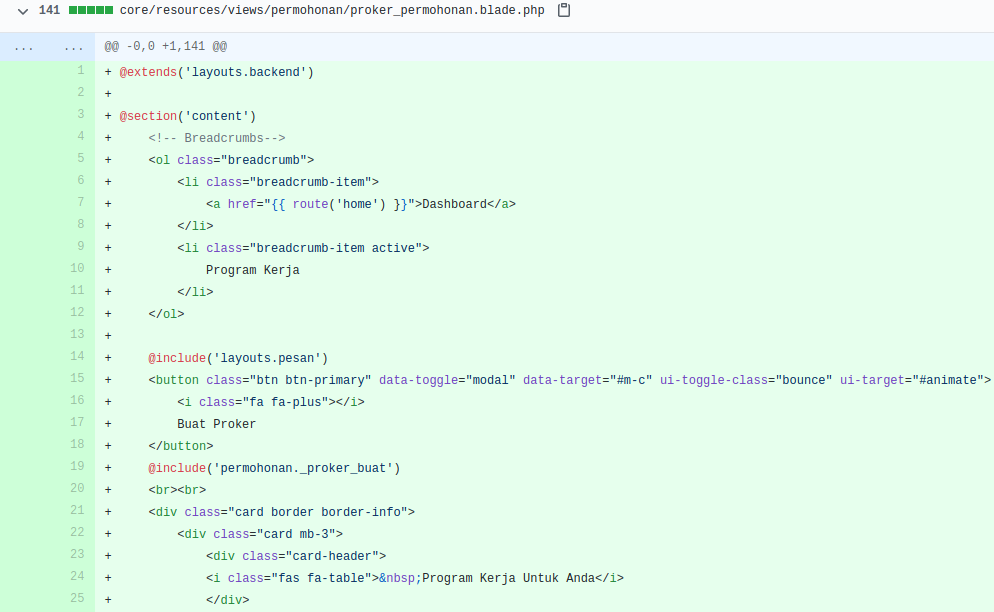 141 core/resources/views/permohonan/proker_permohonan.blade.php
... ... @@ -0,0 +1,141 @@
1 + @extends('layouts.backend')
2 +
3 + @section('content')
4 +     <!-- Breadcrumbs-->
5 +     <ol class="breadcrumb">
6 +         <li class="breadcrumb-item">
7 +             <a href="{{ route('home') }}">Dashboard</a>
8 +         </li>
9 +         <li class="breadcrumb-item active">
10 +             Program Kerja
11 +         </li>
12 +     </ol>
13 +
14 +     @include('layouts.pesan')
15 +     <button class="btn btn-primary" data-toggle="modal" data-target="#m-c" ui-toggle-class="bounce" ui-target="#animate">
16 +         <i class="fa fa-plus"></i>
17 +         Buat Proker
18 +     </button>
19 +     @include('permohonan._proker_buat')
20 +     <br><br>
21 +     <div class="card border border-info">
22 +         <div class="card mb-3">
23 +             <div class="card-header">
24 +             <i class="fas fa-table">&nbsp;Program Kerja Untuk Anda</i>
25 +             </div>